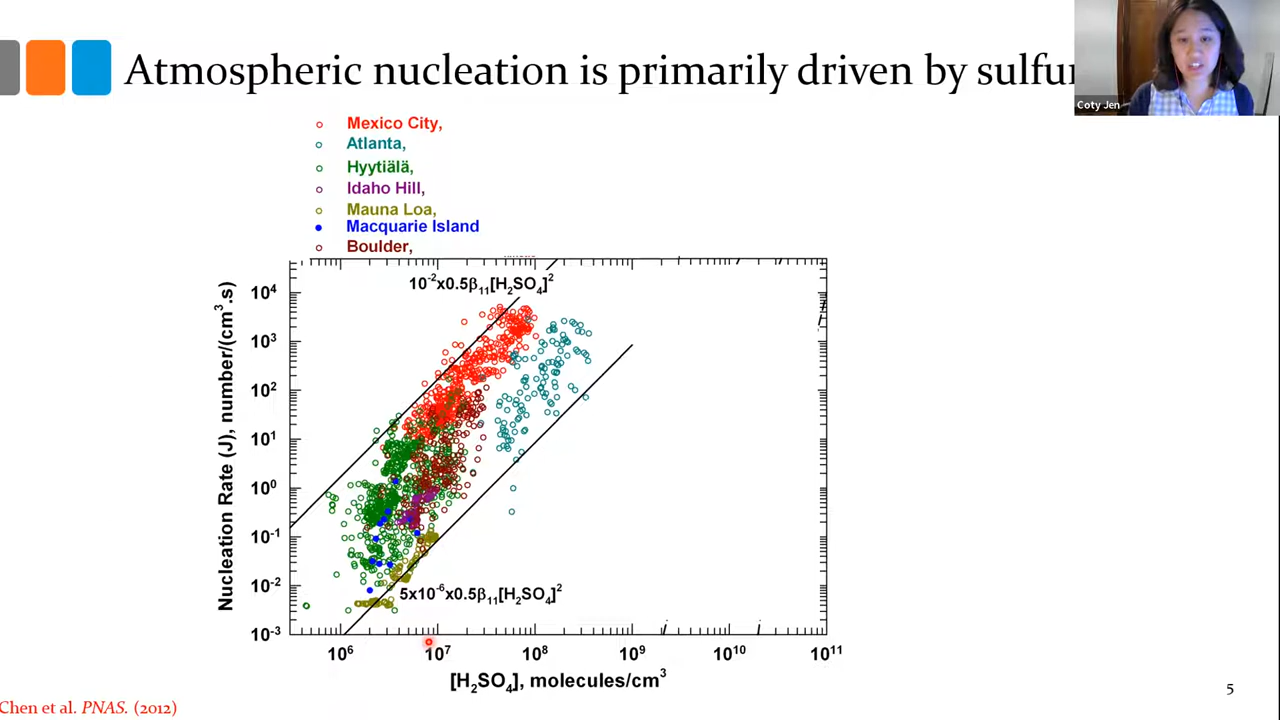 Atmospheric nucleation is primarily driven by sulfu
Coty Jen
Mexico City,
Atlanta,
Hyytiälä,
Idaho Hill,
Mauna Loa,
Macquarie Island
Boulder,
10⁻²x0.5β₁₁[H₂SO₄]²
Nucleation Rate (J), number/(cm³.s)
10⁴
10³
10²
10¹
10⁰
10⁻¹
10⁻²
10⁻³
5x10⁻⁶x0.5β₁₁[H₂SO₄]²
10⁶ 10⁷ 10⁸ 10⁹ 10¹⁰ 10¹¹
[H₂SO₄], molecules/cm³
Chen et al. PNAS. (2012)
5